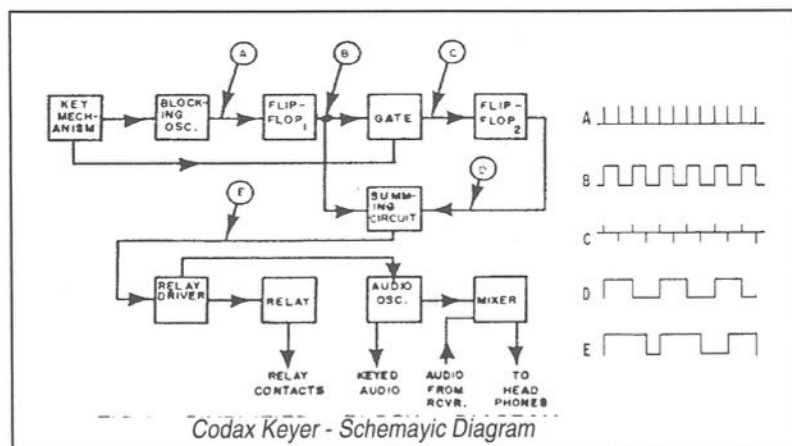 A
B
C
KEY
MECH-
ANISM
BLOCK-
ING
OSC.
FLIP-
FLOP
1
GATE
FLIP-
FLOP
2
A
B
E
D
SUMM-
ING
CIRCUIT
C
RELAY
DRIVER
RELAY
AUDIO
OSC.
MIXER
D
E
RELAY
CONTACTS
KEYED
AUDIO
AUDIO
FROM
RCVR.
TO
HEAD
PHONES
Codax Keyer - Schemayic Diagram